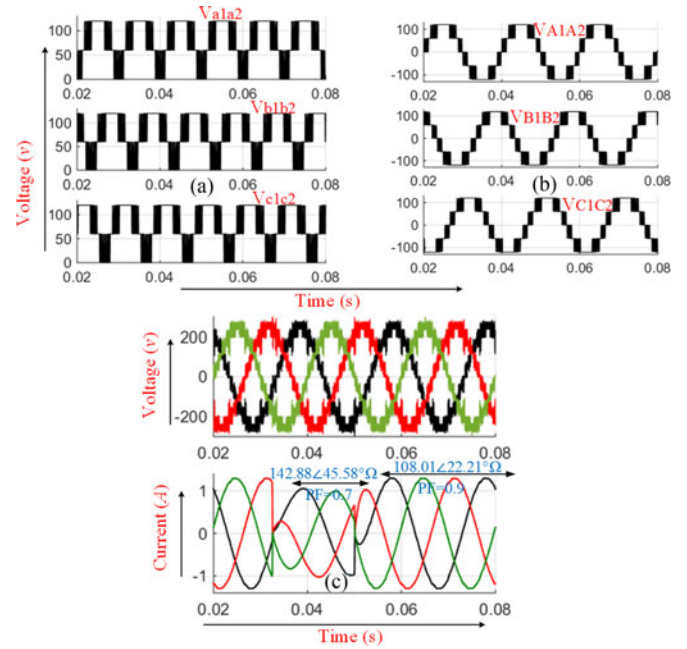 Va1a2
100
50
0
0.02 0.04 0.06 0.08
Vb1b2
100
50
0
0.02 0.04 0.06 0.08
(a)
Vc1c2
100
50
0
0.02 0.04 0.06 0.08
VA1A2
100
0
-100
0.02 0.04 0.06 0.08
VB1B2
100
0
-100
0.02 0.04 0.06 0.08
(b)
VC1C2
100
0
-100
0.02 0.04 0.06 0.08
Voltage (v)
Time (s)
Voltage (v)
200
0
-200
0.02 0.04 0.06 0.08
142.88∠45.58°Ω
PF=0.7
108.01∠22.21°Ω
PF=0.9
Current (A)
1
0
-1
(c)
0.02 0.04 0.06 0.08
Time (s)